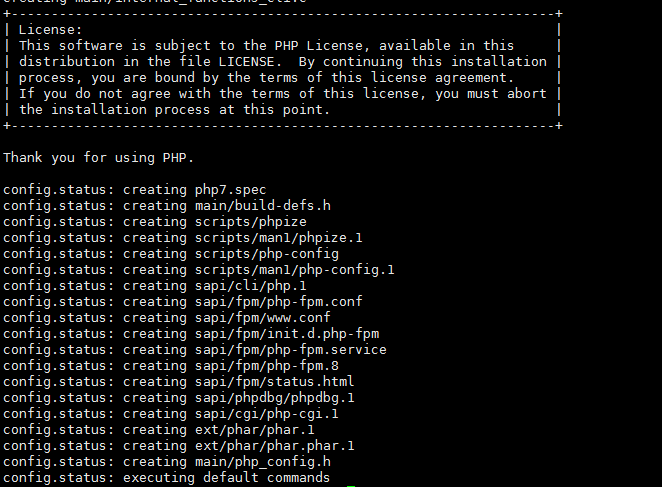 creating main/internal_functions_cli.c
+--------------------------------------------------------------------+
| License:                                                           |
| This software is subject to the PHP License, available in this     |
| distribution in the file LICENSE.  By continuing this installation |
| process, you are bound by the terms of this license agreement.     |
| If you do not agree with the terms of this license, you must abort |
| the installation process at this point.                            |
+--------------------------------------------------------------------+
Thank you for using PHP.
config.status: creating php7.spec
config.status: creating main/build-defs.h
config.status: creating scripts/phpize
config.status: creating scripts/man1/phpize.1
config.status: creating scripts/php-config
config.status: creating scripts/man1/php-config.1
config.status: creating sapi/cli/php.1
config.status: creating sapi/fpm/php-fpm.conf
config.status: creating sapi/fpm/www.conf
config.status: creating sapi/fpm/init.d.php-fpm
config.status: creating sapi/fpm/php-fpm.service
config.status: creating sapi/fpm/php-fpm.8
config.status: creating sapi/fpm/status.html
config.status: creating sapi/phpdbg/phpdbg.1
config.status: creating sapi/cgi/php-cgi.1
config.status: creating ext/phar/phar.1
config.status: creating ext/phar/phar.phar.1
config.status: creating main/php_config.h
config.status: executing default commands